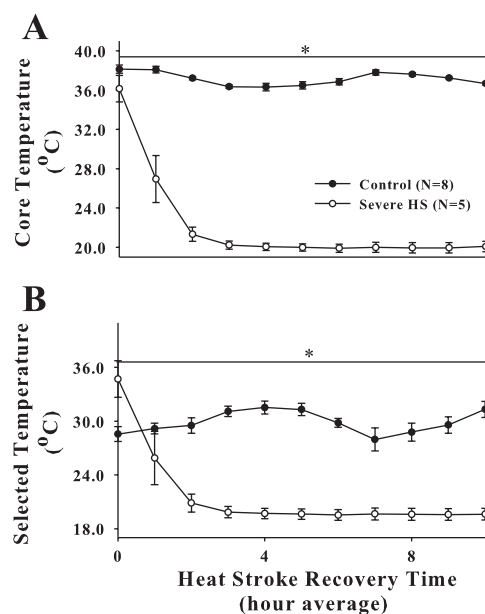 A
*
40.0
36.0
32.0
28.0
24.0
20.0
Core Temperature
(°C)
Control (N=8)
Severe HS (N=5)
B
*
36.0
30.0
24.0
18.0
Selected Temperature
(°C)
0 4 8
Heat Stroke Recovery Time
(hour average)